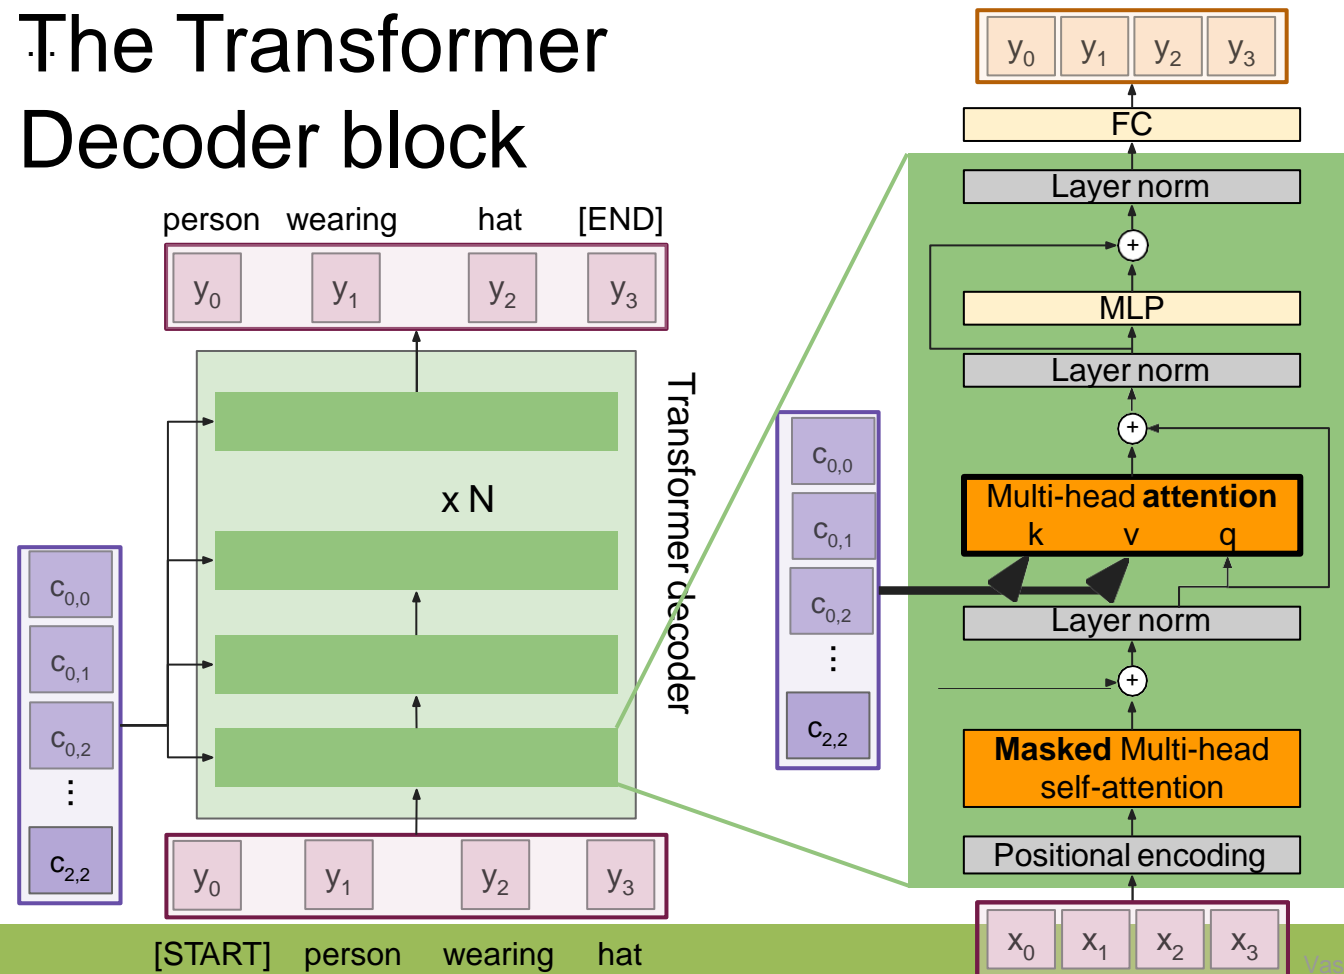 The Transformer
Decoder block
person wearing hat [END]
y0 y1 y2 y3
x N
Transformer decoder
c0,0
c0,1
c0,2
⋮
c2,2
y0 y1 y2 y3
[START] person wearing hat
y0 y1 y2 y3
FC
Layer norm
+
MLP
Layer norm
+
Multi-head attention
k v q
c0,0
c0,1
c0,2
⋮
c2,2
Layer norm
+
Masked Multi-head
self-attention
Positional encoding
x0 x1 x2 x3
Vas